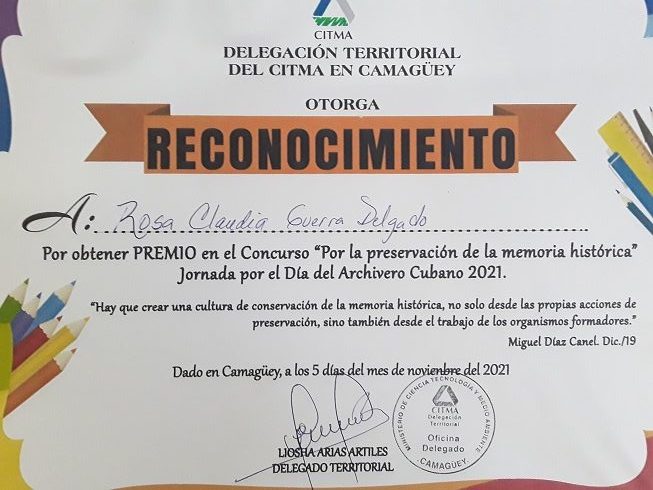 CITMA
DELEGACIÓN TERRITORIAL
DEL CITMA EN CAMAGÜEY
OTORGA
RECONOCIMIENTO
A: Rosa Claudia Guerra Delgado
Por obtener PREMIO en el Concurso “Por la preservación de la memoria histórica”
Jornada por el Día del Archivero Cubano 2021.
“Hay que crear una cultura de conservación de la memoria histórica, no solo desde las propias acciones de
preservación, sino también desde el trabajo de los organismos formadores.”
Miguel Díaz Canel. Dic./19
Dado en Camagüey, a los 5 días del mes de noviembre del 2021
LIOSHA ARIAS ARTILES
DELEGADO TERRITORIAL
MINISTERIO DE CIENCIA TECNOLOGIA Y MEDIO AMBIENTE
CITMA
Delegación
Territorial
Oficina
Delegado
CAMAGÜEY